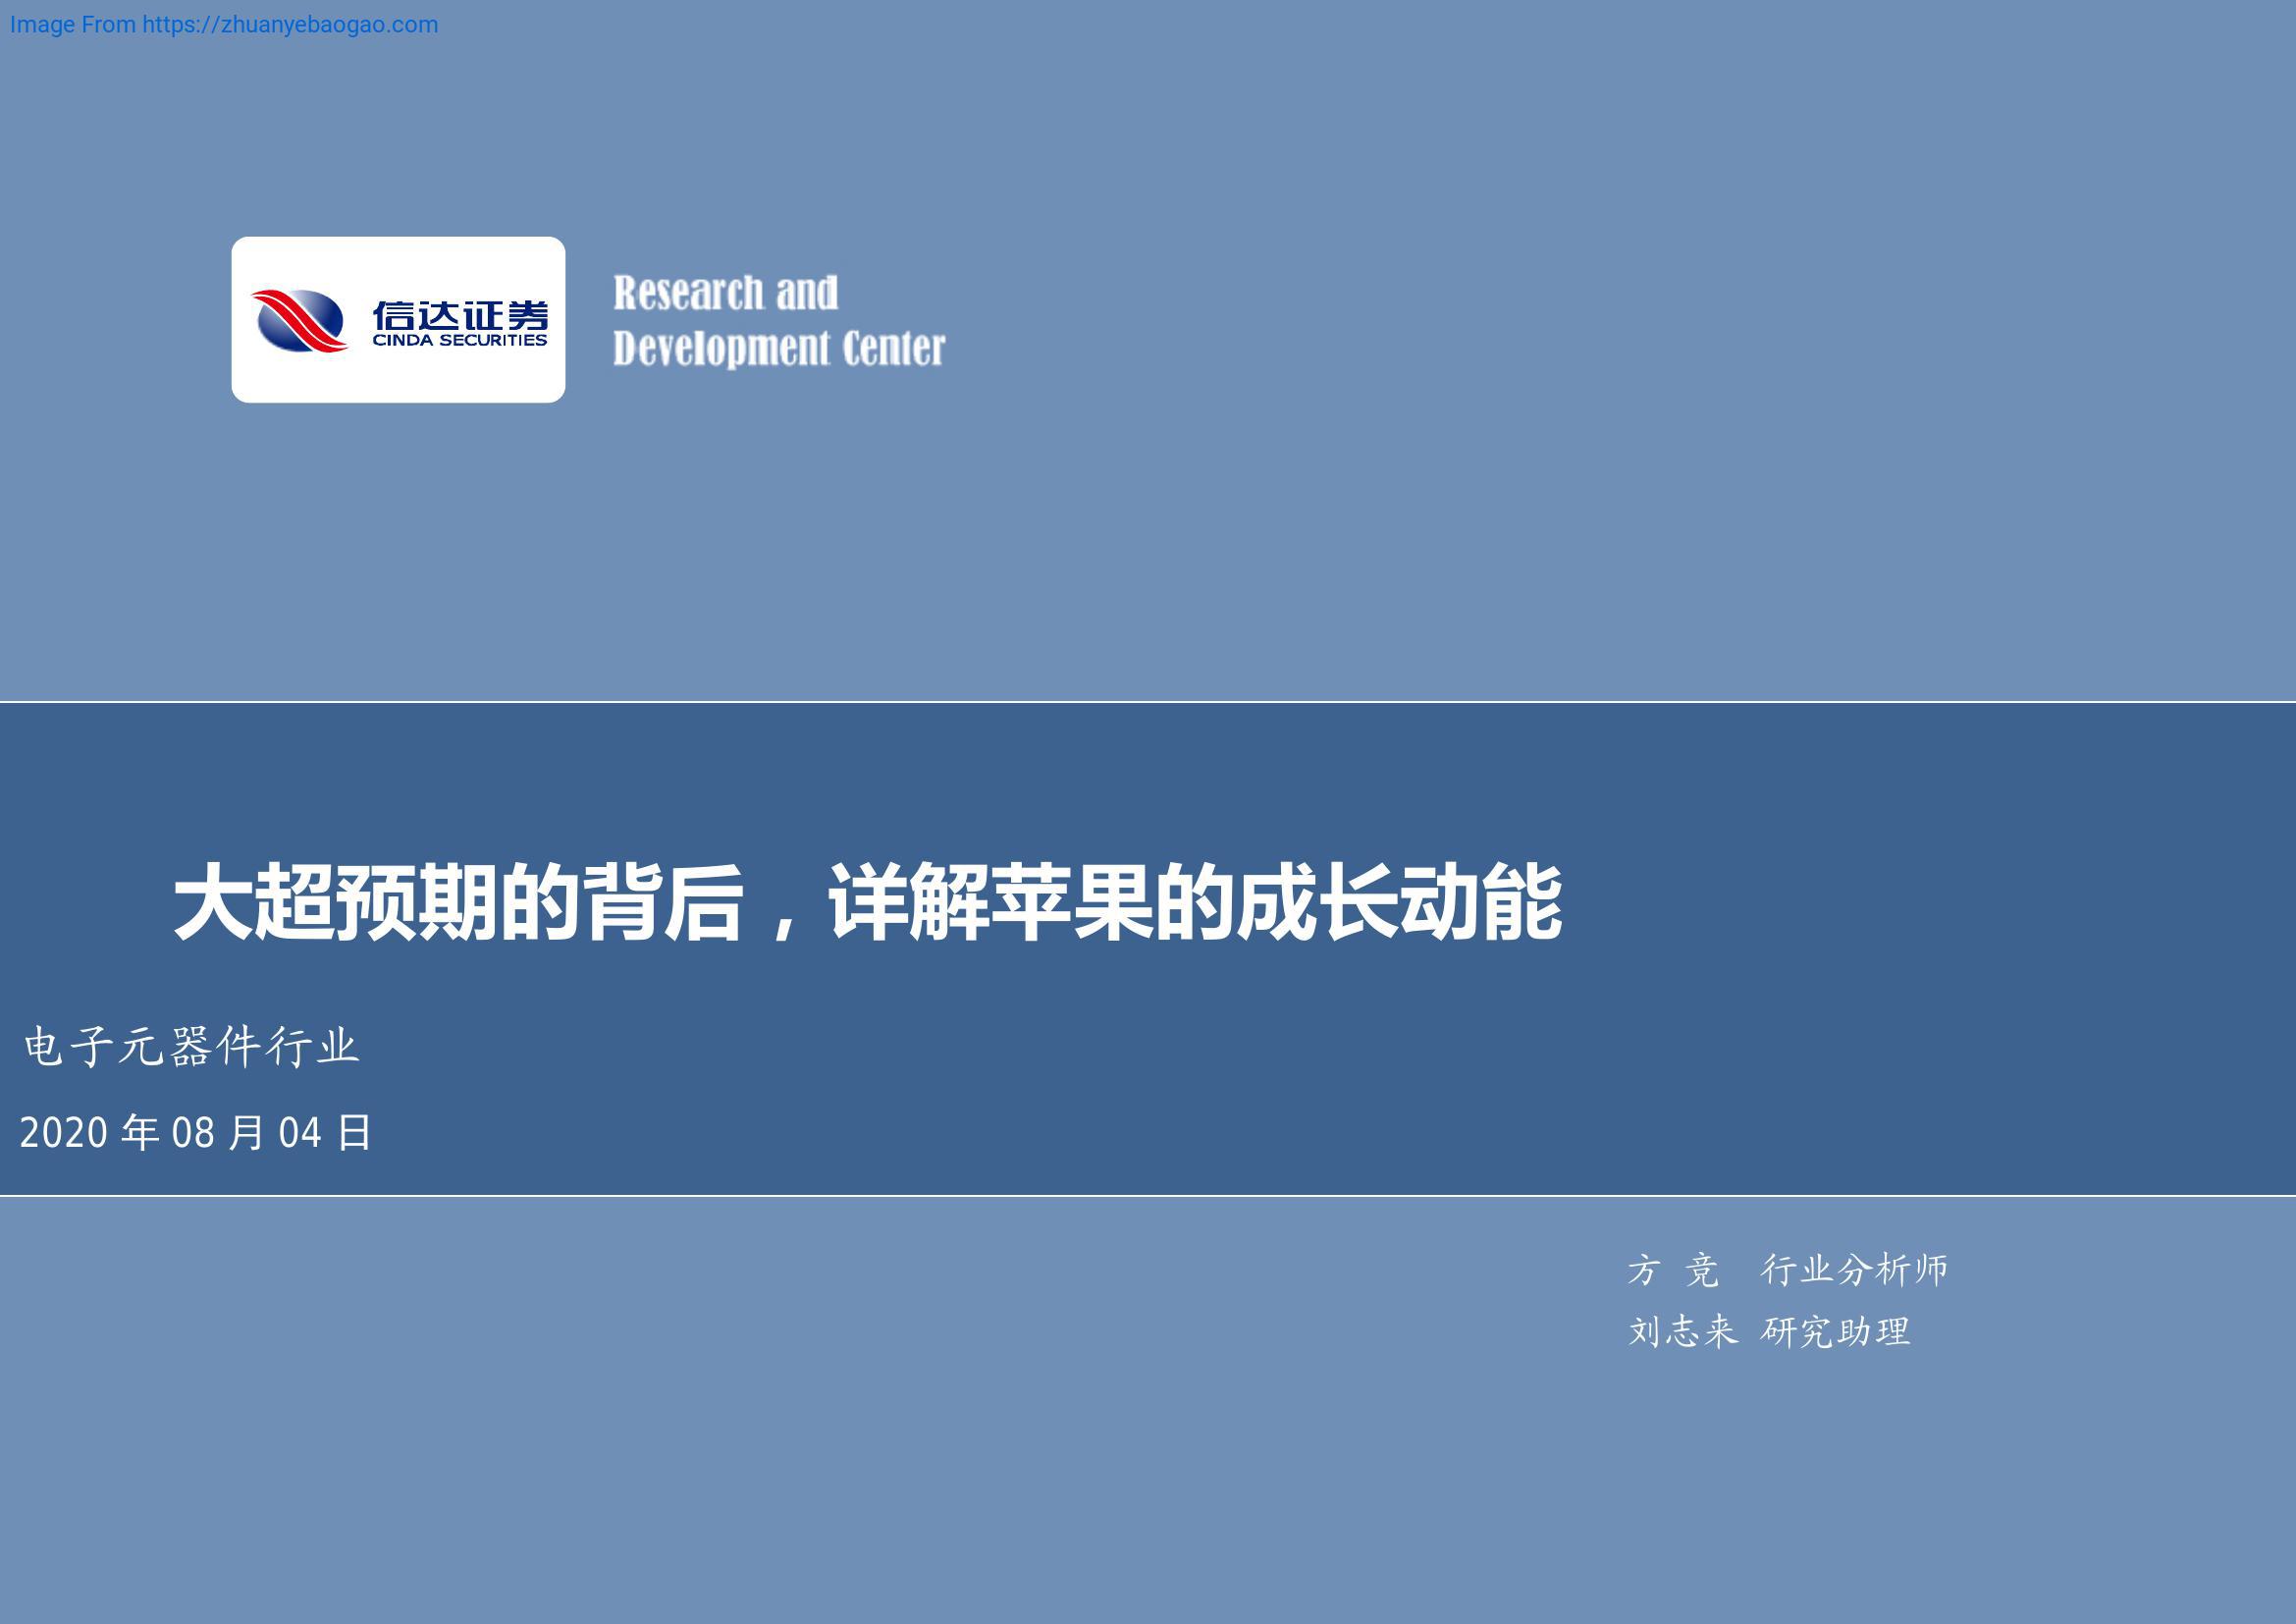 Image From https://zhuanyebaogao.com
信达证券
CINDA SECURITIES
Research and
Development Center
大超预期的背后，详解苹果的成长动能
电子元器件行业
2020 年 08 月 04 日
方 竞 行业分析师
刘志来 研究助理